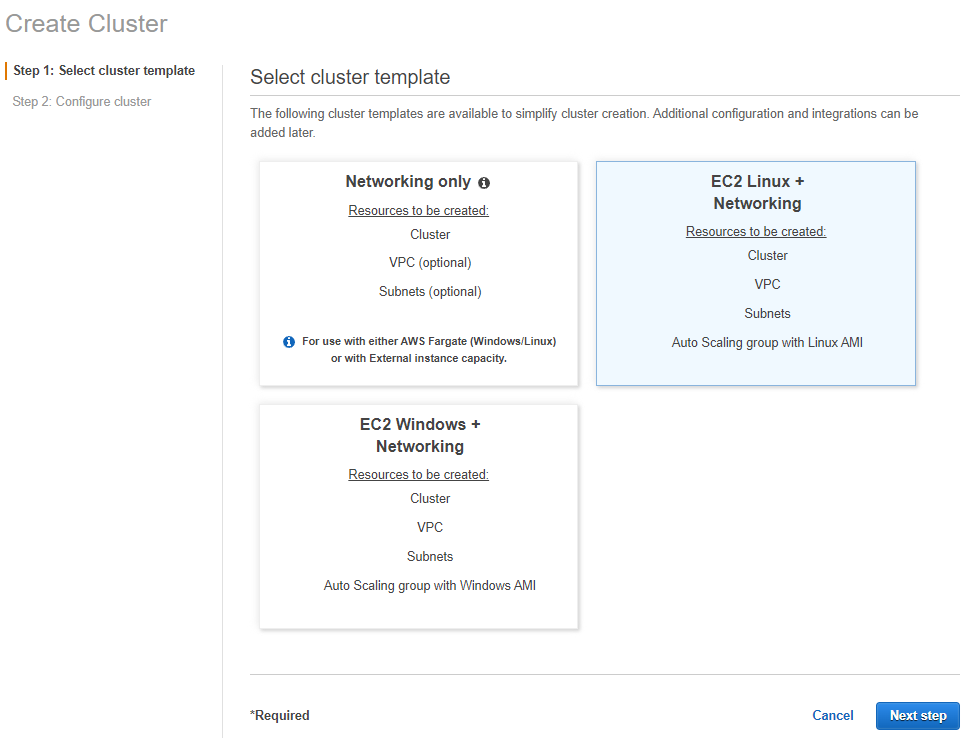 Create Cluster
Step 1: Select cluster template
Step 2: Configure cluster
Select cluster template
The following cluster templates are available to simplify cluster creation. Additional configuration and integrations can be
added later.
Networking only
Resources to be created:
Cluster
VPC (optional)
Subnets (optional)
For use with either AWS Fargate (Windows/Linux)
or with External instance capacity.
EC2 Linux +
Networking
Resources to be created:
Cluster
VPC
Subnets
Auto Scaling group with Linux AMI
EC2 Windows +
Networking
Resources to be created:
Cluster
VPC
Subnets
Auto Scaling group with Windows AMI
*Required
Cancel
Next step